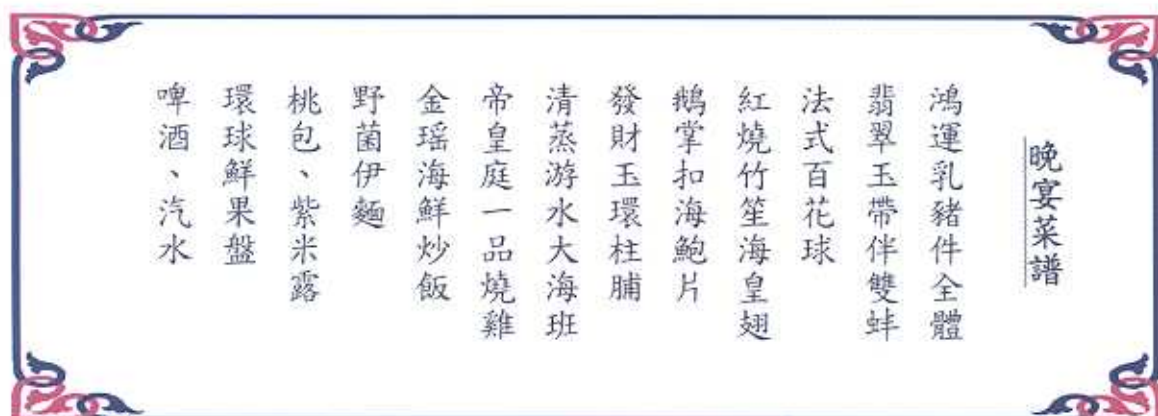 晚宴菜譜
鴻運乳豬件全體
翡翠玉帶伴雙蚌
法式百花球
紅燒竹笙海皇翅
鵝掌扣海鮑片
發財玉環柱脯
清蒸游水大海班
帝皇庭一品燒雞
金瑤海鮮炒飯
野菌伊麵
桃包、紫米露
環球鮮果盤
啤酒、汽水